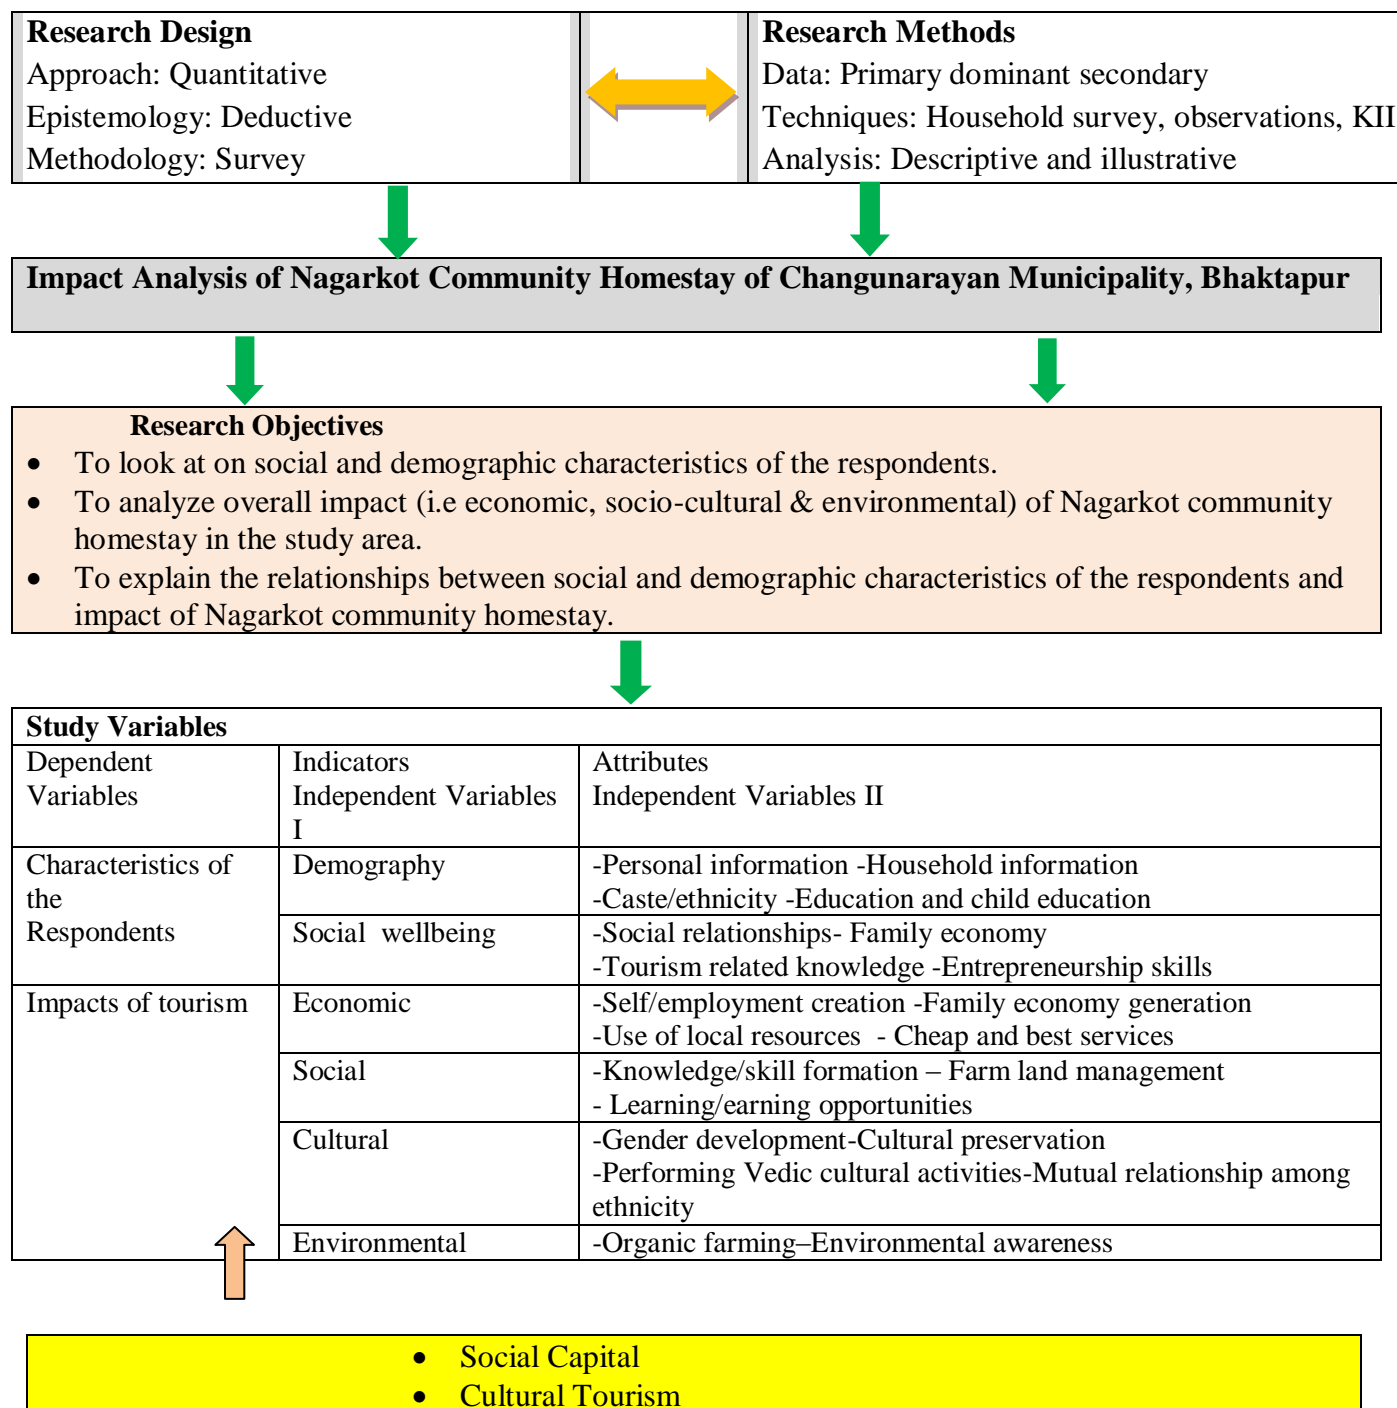 Research Design
Approach: Quantitative
Epistemology: Deductive
Methodology: Survey
Research Methods
Data: Primary dominant secondary
Techniques: Household survey, observations, KII
Analysis: Descriptive and illustrative
Impact Analysis of Nagarkot Community Homestay of Changunarayan Municipality, Bhaktapur
Research Objectives
• To look at on social and demographic characteristics of the respondents.
• To analyze overall impact (i.e economic, socio-cultural & environmental) of Nagarkot community
homestay in the study area.
• To explain the relationships between social and demographic characteristics of the respondents and
impact of Nagarkot community homestay.
Study Variables
Dependent
Variables
Indicators
Independent Variables
I
Attributes
Independent Variables II
Characteristics of
the
Respondents
Demography
-Personal information -Household information
-Caste/ethnicity -Education and child education
Social wellbeing
-Social relationships- Family economy
-Tourism related knowledge -Entrepreneurship skills
Impacts of tourism
Economic
-Self/employment creation -Family economy generation
-Use of local resources - Cheap and best services
Social
-Knowledge/skill formation – Farm land management
- Learning/earning opportunities
Cultural
-Gender development-Cultural preservation
-Performing Vedic cultural activities-Mutual relationship among
ethnicity
Environmental
-Organic farming–Environmental awareness
• Social Capital
• Cultural Tourism